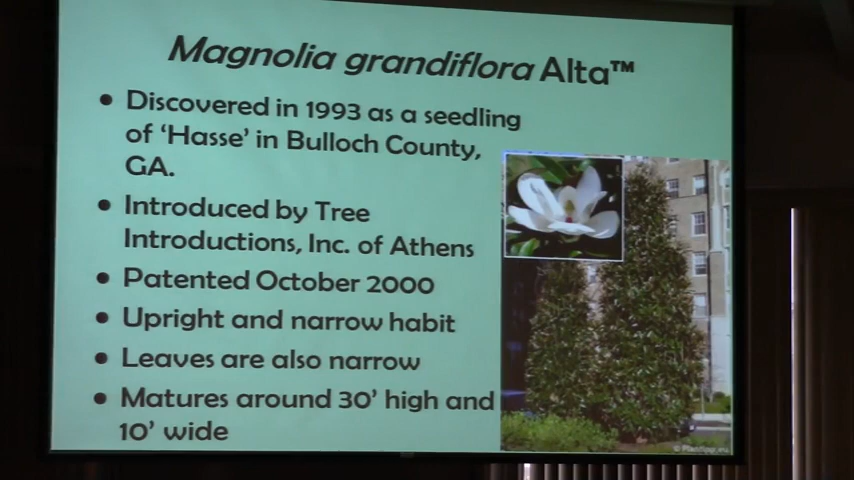 Magnolia grandiflora Alta™
• Discovered in 1993 as a seedling
of ‘Hasse’ in Bulloch County,
GA.
• Introduced by Tree
Introductions, Inc. of Athens
• Patented October 2000
• Upright and narrow habit
• Leaves are also narrow
• Matures around 30’ high and
10’ wide